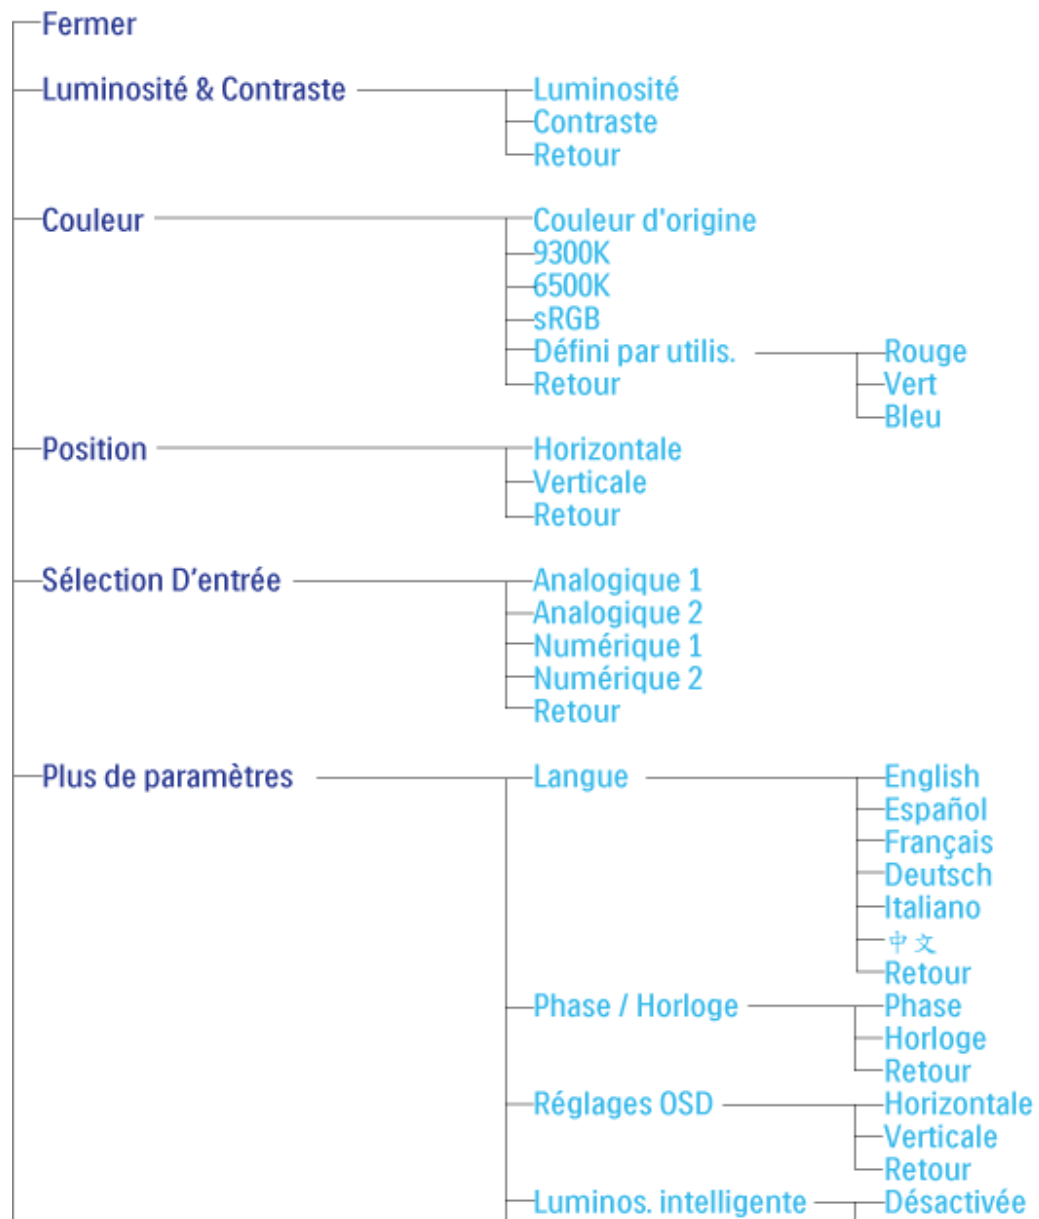 Fermer
Luminosité & Contraste Luminosité
Contraste
Retour
Couleur Couleur d'origine
9300K
6500K
sRGB
Défini par utilis. Rouge
Retour Vert
Bleu
Position Horizontale
Verticale
Retour
Sélection D’entrée Analogique 1
Analogique 2
Numérique 1
Numérique 2
Retour
Plus de paramètres Langue English
Español
Français
Deutsch
Italiano
中文
Retour
Phase / Horloge Phase
Horloge
Retour
Réglages OSD Horizontale
Verticale
Retour
Luminos. intelligente Désactivée